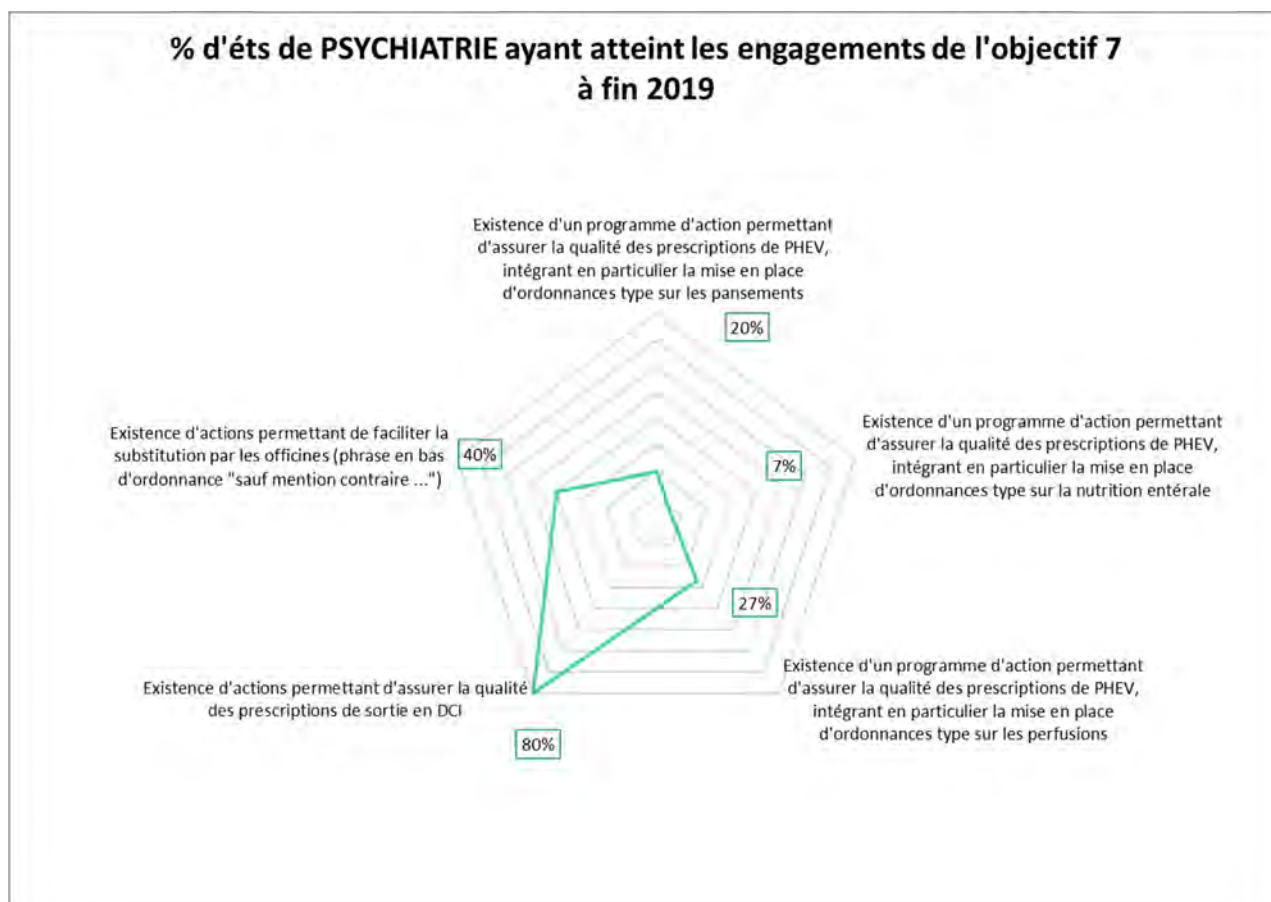 % d'éts de PSYCHIATRIE ayant atteint les engagements de l'objectif 7
à fin 2019
Existence d'un programme d'action permettant
d'assurer la qualité des prescriptions de PHEV,
intégrant en particulier la mise en place
d'ordonnances type sur les pansements
20%
Existence d'un programme d'action permettant
d'assurer la qualité des prescriptions de PHEV,
intégrant en particulier la mise en place
d'ordonnances type sur la nutrition entérale
7%
Existence d'un programme d'action permettant
d'assurer la qualité des prescriptions de PHEV,
intégrant en particulier la mise en place
d'ordonnances type sur les perfusions
27%
Existence d'actions permettant d'assurer la qualité
des prescriptions de sortie en DCI
80%
Existence d'actions permettant de faciliter la
substitution par les officines (phrase en bas
d'ordonnance "sauf mention contraire ...")
40%